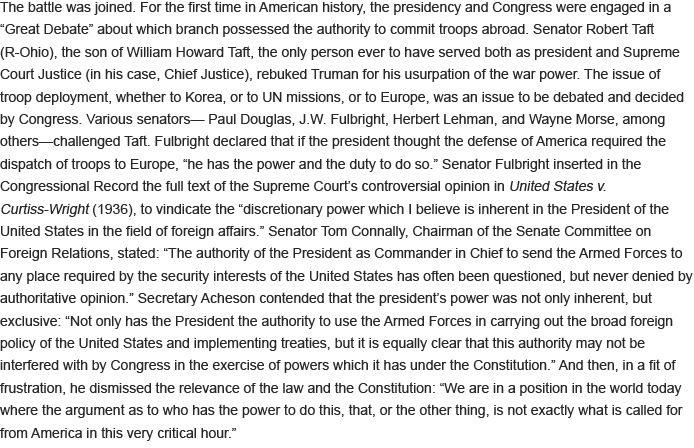 The battle was joined. For the first time in American history, the presidency and Congress were engaged in a
“Great Debate” about which branch possessed the authority to commit troops abroad. Senator Robert Taft
(R-Ohio), the son of William Howard Taft, the only person ever to have served both as president and Supreme
Court Justice (in his case, Chief Justice), rebuked Truman for his usurpation of the war power. The issue of
troop deployment, whether to Korea, or to UN missions, or to Europe, was an issue to be debated and decided
by Congress. Various senators— Paul Douglas, J.W. Fulbright, Herbert Lehman, and Wayne Morse, among
others—challenged Taft. Fulbright declared that if the president thought the defense of America required the
dispatch of troops to Europe, “he has the power and the duty to do so.” Senator Fulbright inserted in the
Congressional Record the full text of the Supreme Court’s controversial opinion in United States v.
Curtiss-Wright (1936), to vindicate the “discretionary power which I believe is inherent in the President of the
United States in the field of foreign affairs.” Senator Tom Connally, Chairman of the Senate Committee on
Foreign Relations, stated: “The authority of the President as Commander in Chief to send the Armed Forces to
any place required by the security interests of the United States has often been questioned, but never denied by
authoritative opinion.” Secretary Acheson contended that the president’s power was not only inherent, but
exclusive: “Not only has the President the authority to use the Armed Forces in carrying out the broad foreign
policy of the United States and implementing treaties, but it is equally clear that this authority may not be
interfered with by Congress in the exercise of powers which it has under the Constitution.” And then, in a fit of
frustration, he dismissed the relevance of the law and the Constitution: “We are in a position in the world today
where the argument as to who has the power to do this, that, or the other thing, is not exactly what is called for
from America in this very critical hour.”